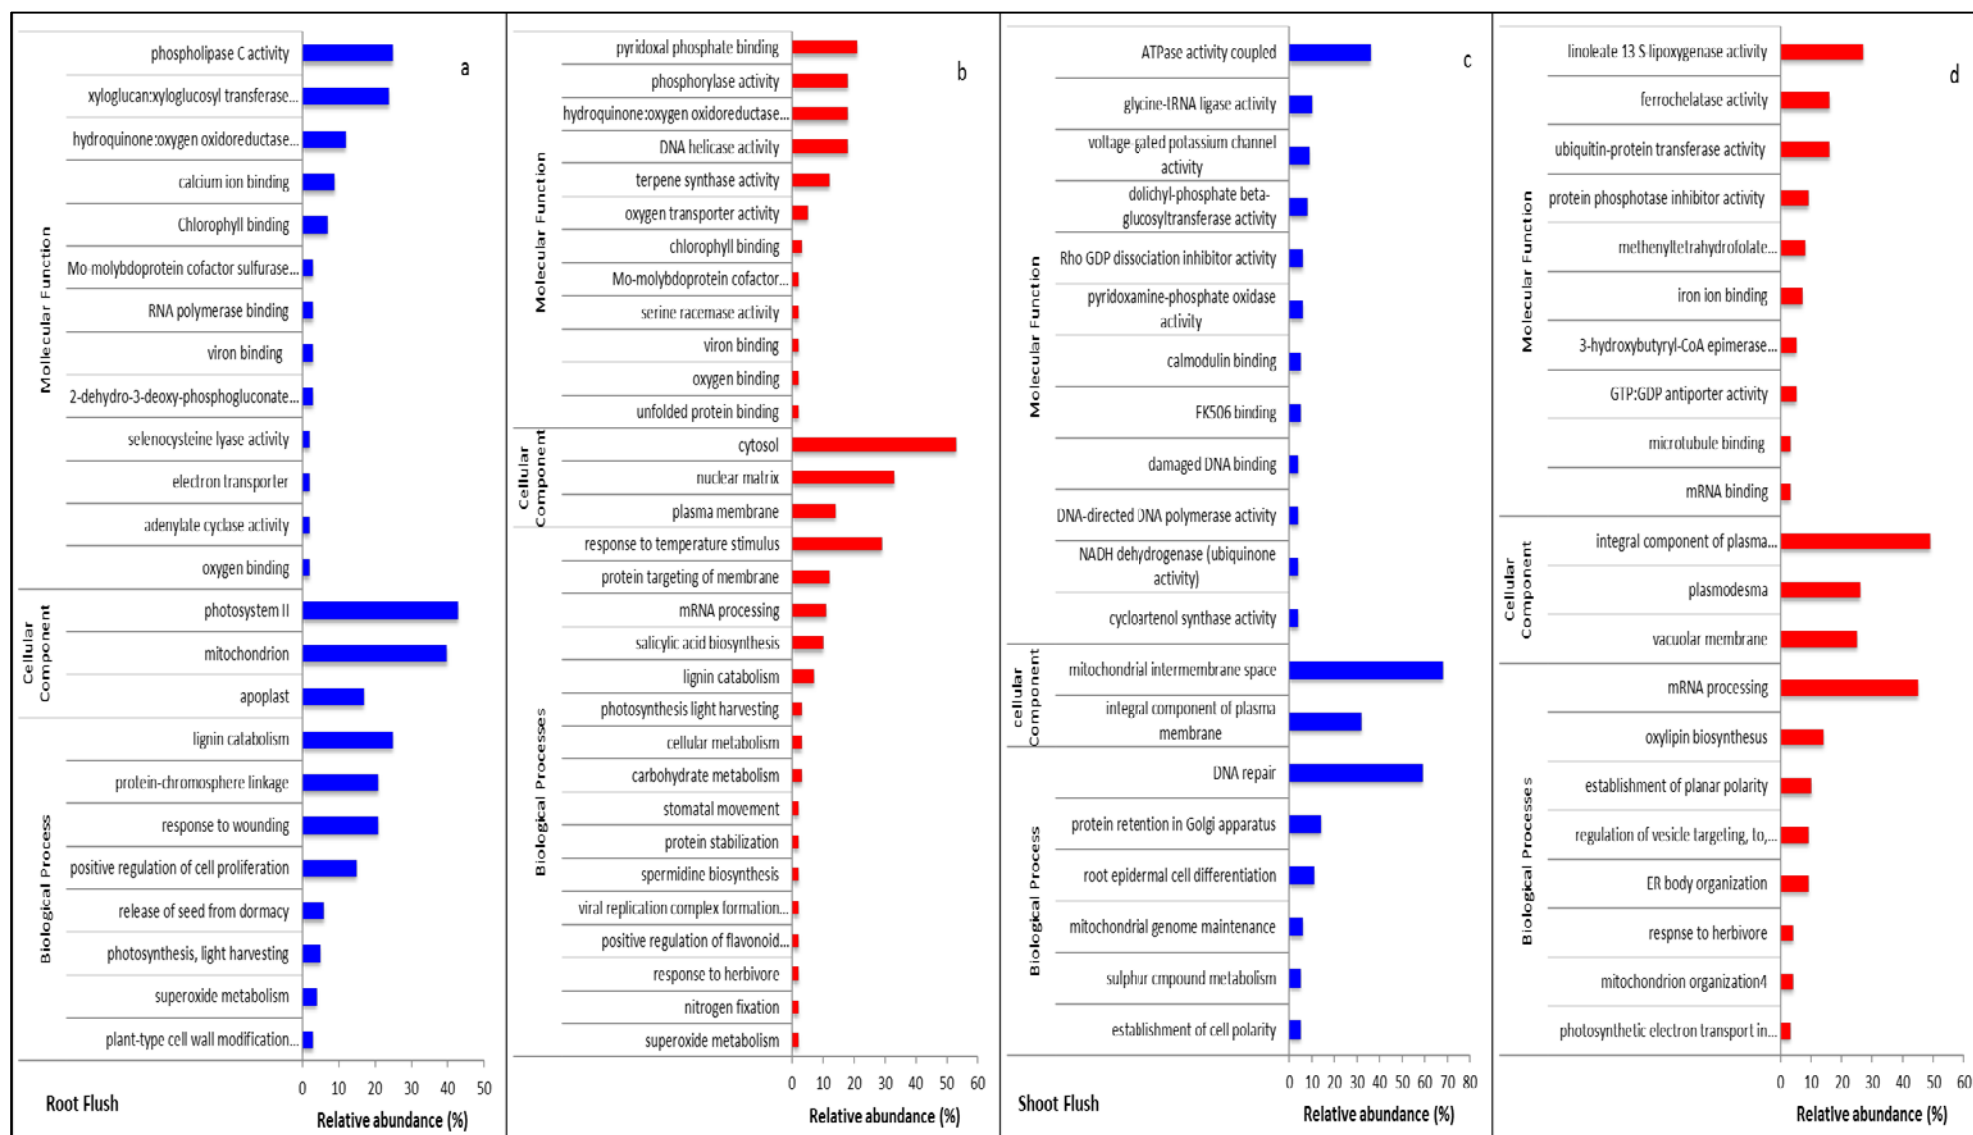 a
Mollecular Function
phospholipase C activity
xyloglucan:xyloglucosyl transferase...
hydroquinone:oxygen oxidoreductase...
calcium ion binding
Chlorophyll binding
Mo-molybdoprotein cofactor sulfurase...
RNA polymerase binding
viron binding
2-dehydro-3-deoxy-phosphogluconate...
selenocysteine lyase activity
electron transporter
adenylate cyclase activity
oxygen binding
Cellular
Component
photosystem II
mitochondrion
apoplast
Biological Process
lignin catabolism
protein-chromosphere linkage
response to wounding
positive regulation of cell proliferation
release of seed from dormacy
photosynthesis, light harvesting
superoxide metabolism
plant-type cell wall modification...
0 10 20 30 40 50
Root Flush
Relative abundance (%)
b
Molecular Function
pyridoxal phosphate binding
phosphorylase activity
hydroquinone:oxygen oxidoreductase...
DNA helicase activity
terpene synthase activity
oxygen transporter activity
chlorophyll binding
Mo-molybdoprotein cofactor...
serine racemase activity
viron binding
oxygen binding
unfolded protein binding
Cellular
Component
cytosol
nuclear matrix
plasma membrane
Biological Processes
response to temperature stimulus
protein targeting of membrane
mRNA processing
salicylic acid biosynthesis
lignin catabolism
photosynthesis light harvesting
cellular metabolism
carbohydrate metabolism
stomatal movement
protein stabilization
spermidine biosynthesis
viral replication complex formation...
positive regulation of flavonoid...
response to herbivore
nitrogen fixation
superoxide metabolism
0 10 20 30 40 50 60
Relative abundance (%)
c
Molecular Function
ATPase activity coupled
glycine-tRNA ligase activity
voltage gated potassium channel
activity
dolichyl-phosphate beta-
glucosyltransferase activity
Rho GDP dissociation inhibitor activity
pyridoxamine-phosphate oxidase
activity
calmodulin binding
FK506 binding
damaged DNA binding
DNA-directed DNA polymerase activity
NADH dehydrogenase (ubiquinone
activity)
cycloartenol synthase activity
cellular
Component
mitochondrial intermembrane space
integral component of plasma
membrane
Biological Process
DNA repair
protein retention in Golgi apparatus
root epidermal cell differentiation
mitochondrial genome maintenance
sulphur cmpound metabolism
establishment of cell polarity
0 10 20 30 40 50 60 70 80
Shoot Flush
Relative abundance (%)
d
Molecular Function
linoleate 13 S lipoxygenase activity
ferrochelatase activity
ubiquitin-protein transferase activity
protein phosphotase inhibitor activity
methenyltetrahydrofolate...
iron ion binding
3-hydroxybutyryl-CoA epimerase...
GTP:GDP antiporter activity
microtubule binding
mRNA binding
Cellular
Component
integral component of plasma...
plasmodesma
vacuolar membrane
Biological Processes
mRNA processing
oxylipin biosynthesus
establishment of planar polarity
regulation of vesicle targeting, to,...
ER body organization
respnse to herbivore
mitochondrion organization4
photosynthetic electron transport in...
0 10 20 30 40 50 60
Relative abundance (%)